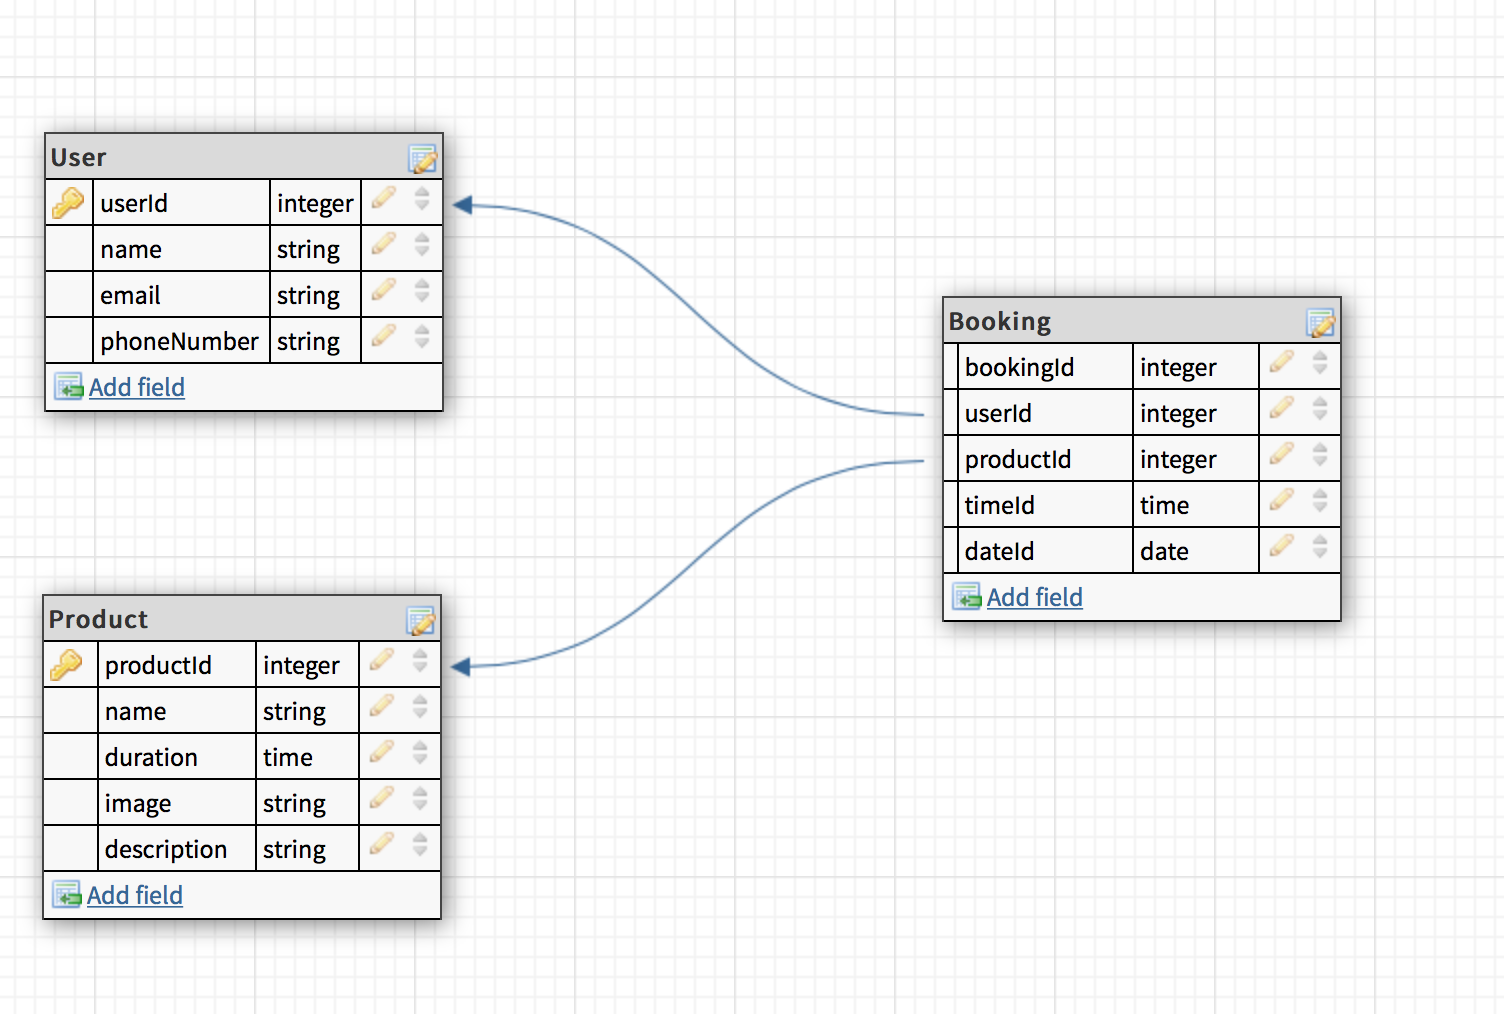 User
userId integer
name string
email string
phoneNumber string
Add field
Booking
bookingId integer
userId integer
productId integer
timeId time
dateId date
Add field
Product
productId integer
name string
duration time
image string
description string
Add field